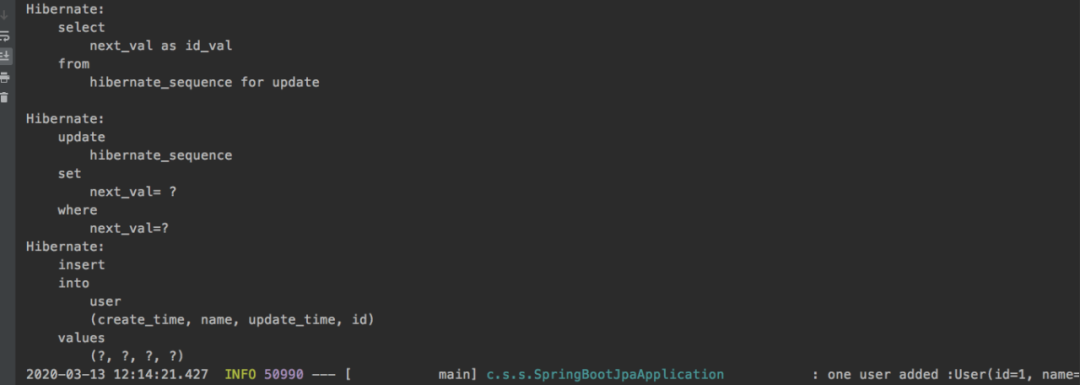 Hibernate:
    select
        next_val as id_val
    from
        hibernate_sequence for update

Hibernate:
    update
        hibernate_sequence
    set
        next_val= ?
    where
        next_val=?
Hibernate:
    insert
    into
        user
        (create_time, name, update_time, id)
    values
        (?, ?, ?, ?)
2020-03-13 12:14:21.427  INFO 50990 --- [           main] c.s.s.SpringBootJpaApplication           : one user added :User(id=1, name=